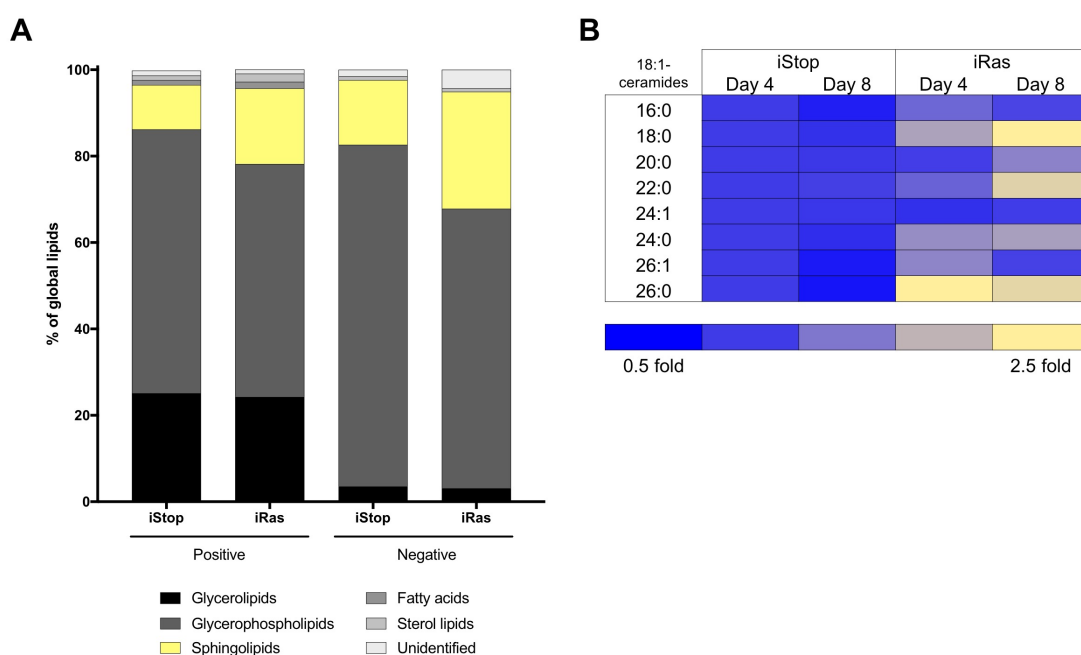 A
% of global lipids
100
80
60
40
20
0
iStop
iRas
iStop
iRas
Positive
Negative
Glycerolipids
Glycerophospholipids
Sphingolipids
Fatty acids
Sterol lipids
Unidentified
B
18:1-
ceramides
iStop
iRas
Day 4
Day 8
Day 4
Day 8
16:0
18:0
20:0
22:0
24:1
24:0
26:1
26:0
0.5 fold
2.5 fold